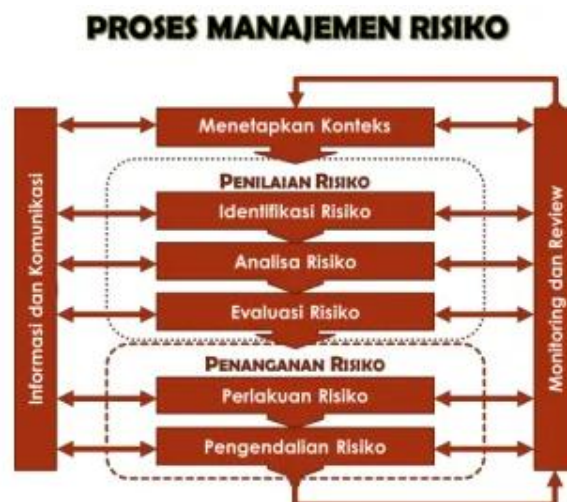 PROSES MANAJEMEN RISIKO
Informasi dan Komunikasi
Menetapkan Konteks
PENILAIAN RISIKO
Identifikasi Risiko
Analisa Risiko
Evaluasi Risiko
PENANGANAN RISIKO
Perlakuan Risiko
Pengendalian Risiko
Monitoring dan Review